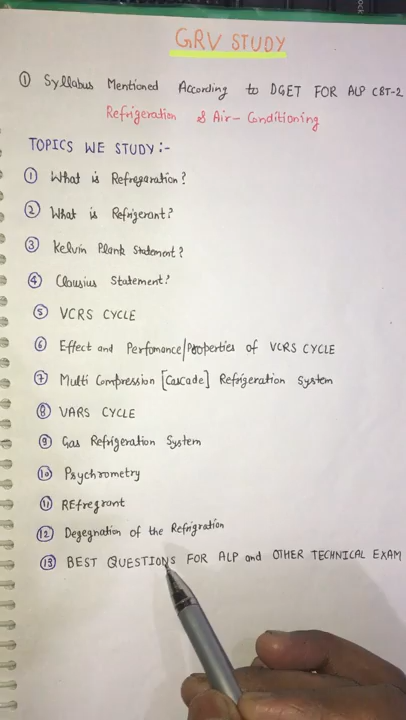 GRV STUDY
① Syllabus Mentioned According to DGET FOR ALP CBT-2
Refrigeration & Air-Conditioning
TOPICS WE STUDY:-
① What is Refregaration?
② What is Refrigerant?
③ Kelvin Plank Statement?
④ Clausius Statement?
⑤ VCRS CYCLE
⑥ Effect and Perfomance/Properties of VCRS CYCLE
⑦ Multi Compression [Cascade] Refrigeration System
⑧ VARS CYCLE
⑨ Gas Refrigeration System
⑩ Psychrometry
⑪ REfregrant
⑫ Degegnation of the Refrigration
⑬ BEST QUESTIONS FOR ALP and OTHER TECHNICAL EXAM